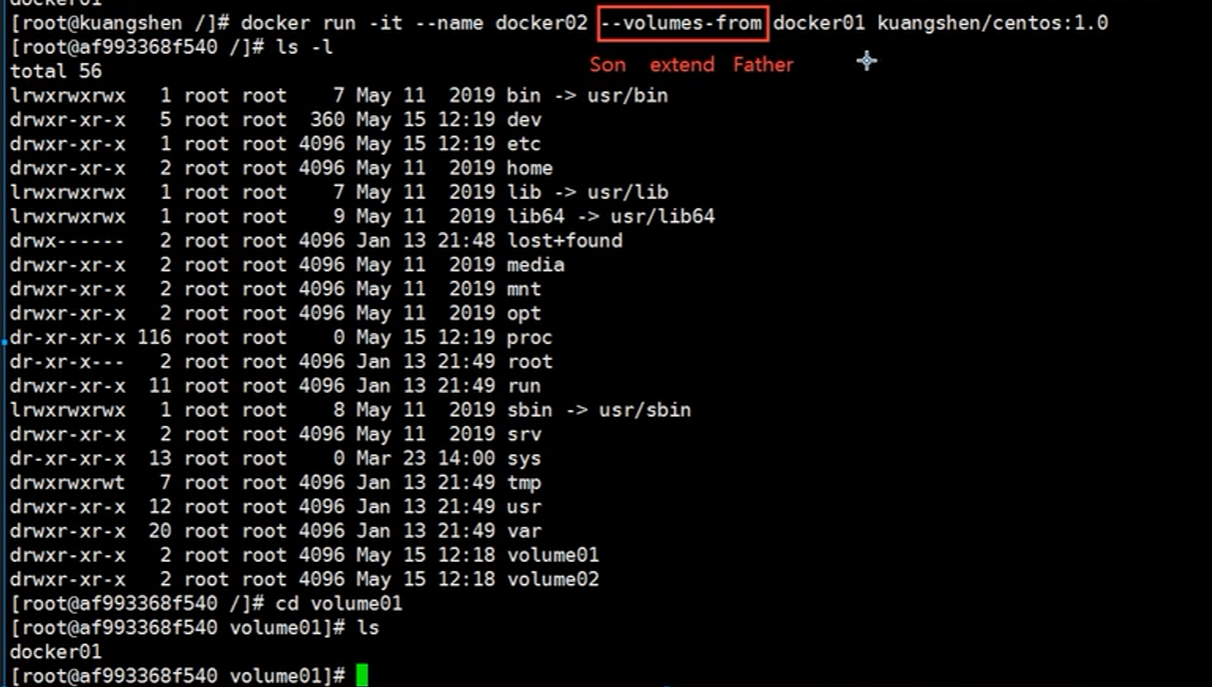 docker01
[root@kuangshen /]# docker run -it --name docker02 --volumes-from docker01 kuangshen/centos:1.0
[root@af993368f540 /]# ls -l
Son extend Father
total 56
lrwxrwxrwx   1 root root    7 May 11  2019 bin -> usr/bin
drwxr-xr-x   5 root root  360 May 15 12:19 dev
drwxr-xr-x   1 root root 4096 May 15 12:19 etc
drwxr-xr-x   2 root root 4096 May 11  2019 home
lrwxrwxrwx   1 root root    7 May 11  2019 lib -> usr/lib
lrwxrwxrwx   1 root root    9 May 11  2019 lib64 -> usr/lib64
drwx------   2 root root 4096 Jan 13 21:48 lost+found
drwxr-xr-x   2 root root 4096 May 11  2019 media
drwxr-xr-x   2 root root 4096 May 11  2019 mnt
drwxr-xr-x   2 root root 4096 May 11  2019 opt
dr-xr-xr-x 116 root root    0 May 15 12:19 proc
dr-xr-x---   2 root root 4096 Jan 13 21:49 root
drwxr-xr-x  11 root root 4096 Jan 13 21:49 run
lrwxrwxrwx   1 root root    8 May 11  2019 sbin -> usr/sbin
drwxr-xr-x   2 root root 4096 May 11  2019 srv
dr-xr-xr-x  13 root root    0 Mar 23 14:00 sys
drwxrwxrwt   7 root root 4096 Jan 13 21:49 tmp
drwxr-xr-x  12 root root 4096 Jan 13 21:49 usr
drwxr-xr-x  20 root root 4096 Jan 13 21:49 var
drwxr-xr-x   2 root root 4096 May 15 12:18 volume01
drwxr-xr-x   2 root root 4096 May 15 12:18 volume02
[root@af993368f540 /]# cd volume01
[root@af993368f540 volume01]# ls
docker01
[root@af993368f540 volume01]#